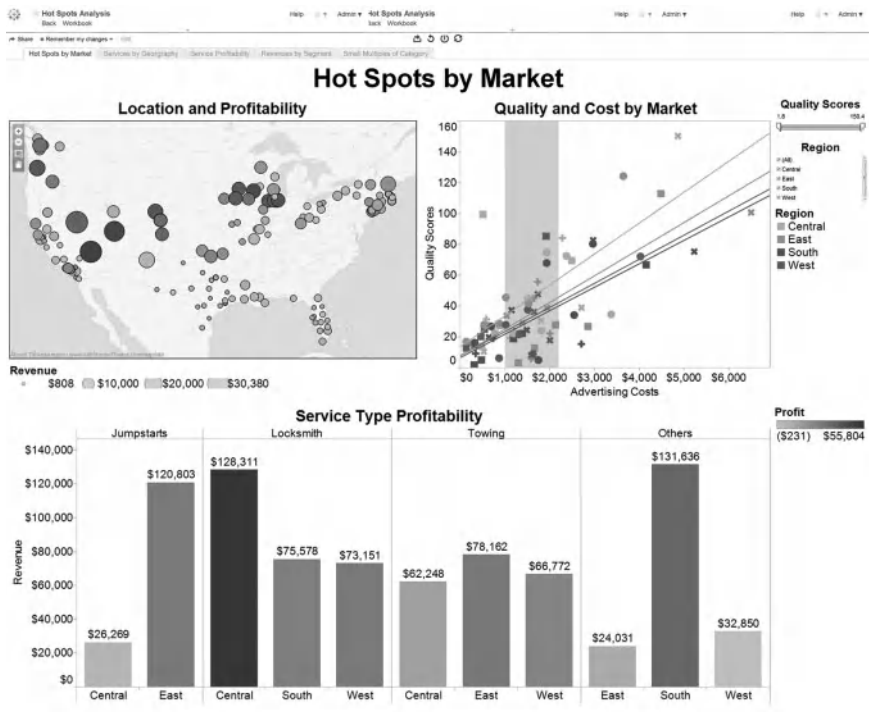 Hot Spots Analysis Help Admin ▾ Hot Spots Analysis Help Admin ▾ Help Admin ▾
Back Workbook back Workbook
Share Remember my changes ▾
Hot Spots by Market Services by Geography Service Profitability Revenues by Segment Small Multiples of Category
Hot Spots by Market
Location and Profitability
Revenue
$808 $10,000 $20,000 $30,380
Quality and Cost by Market
Quality Scores
160
140
120
100
80
60
40
20
0
$0 $1,000 $2,000 $3,000 $4,000 $5,000 $6,000
Advertising Costs
Quality Scores
1.8 156.4
Region
(All)
Central
East
South
West
Region
Central
East
South
West
Service Type Profitability
Jumpstarts Locksmith Towing Others
Revenue
$140,000
$120,000
$100,000
$80,000
$60,000
$40,000
$20,000
$0
$26,269 $120,803 $128,311 $75,578 $73,151 $62,248 $78,162 $66,772 $24,031 $131,636 $32,850
Central East Central South West Central East West East South West
Profit
($231) $55,804